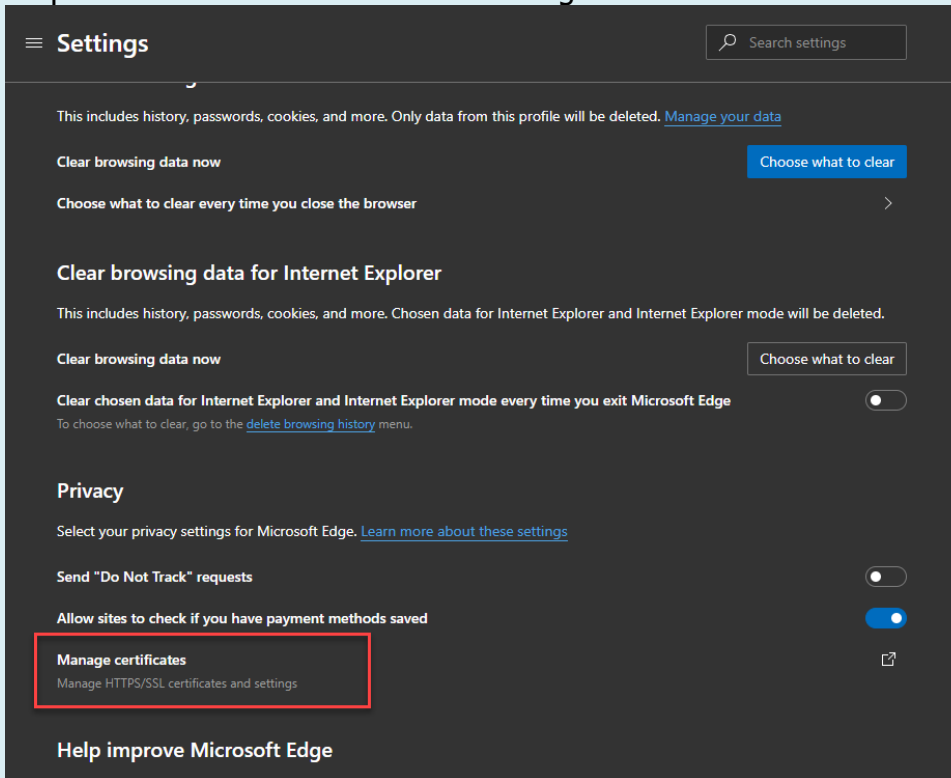 Settings
Search settings
This includes history, passwords, cookies, and more. Only data from this profile will be deleted. Manage your data
Clear browsing data now
Choose what to clear
Choose what to clear every time you close the browser
Clear browsing data for Internet Explorer
This includes history, passwords, cookies, and more. Chosen data for Internet Explorer and Internet Explorer mode will be deleted.
Clear browsing data now
Choose what to clear
Clear chosen data for Internet Explorer and Internet Explorer mode every time you exit Microsoft Edge
To choose what to clear, go to the delete browsing history menu.
Privacy
Select your privacy settings for Microsoft Edge. Learn more about these settings
Send "Do Not Track" requests
Allow sites to check if you have payment methods saved
Manage certificates
Manage HTTPS/SSL certificates and settings
Help improve Microsoft Edge